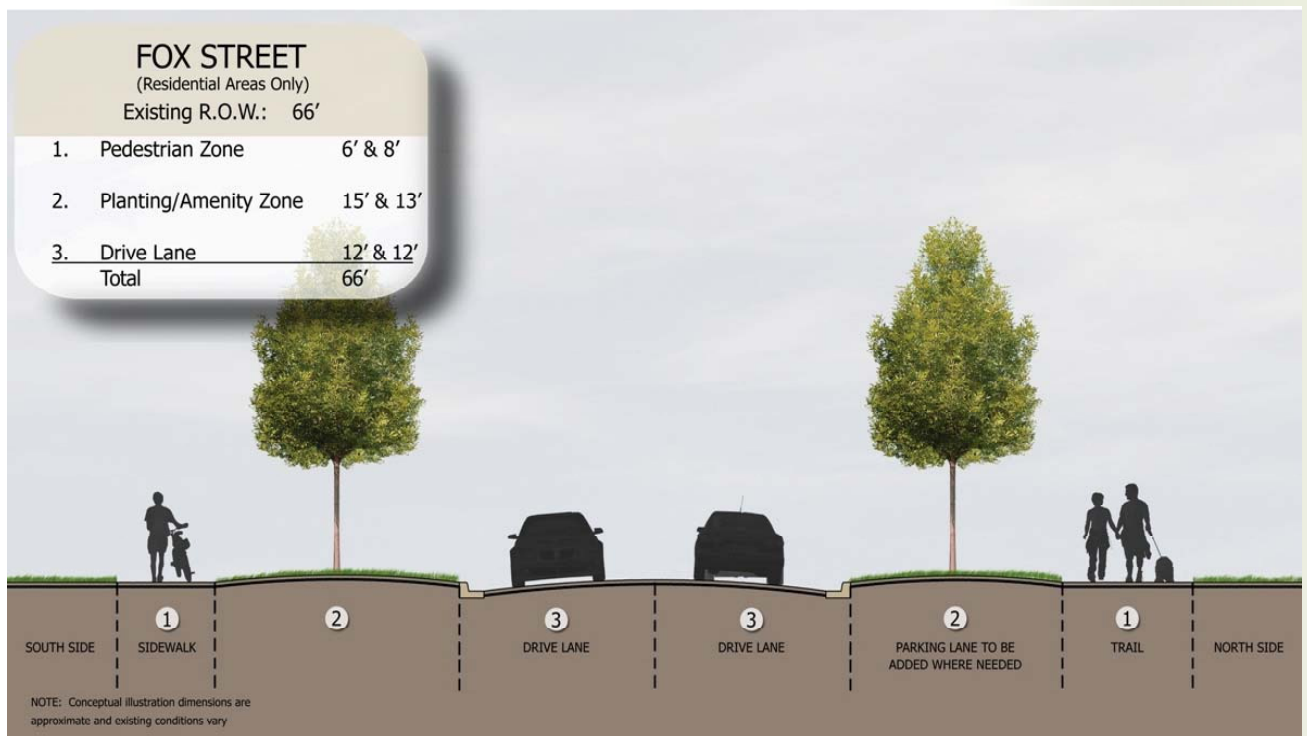 FOX STREET
(Residential Areas Only)
Existing R.O.W.: 66′
1. Pedestrian Zone 6′ & 8′
2. Planting/Amenity Zone 15′ & 13′
3. Drive Lane 12′ & 12′
Total 66′
1 2 3 3 2 1
SOUTH SIDE SIDEWALK DRIVE LANE DRIVE LANE PARKING LANE TO BE TRAIL NORTH SIDE
ADDED WHERE NEEDED
NOTE: Conceptual illustration dimensions are
approximate and existing conditions vary